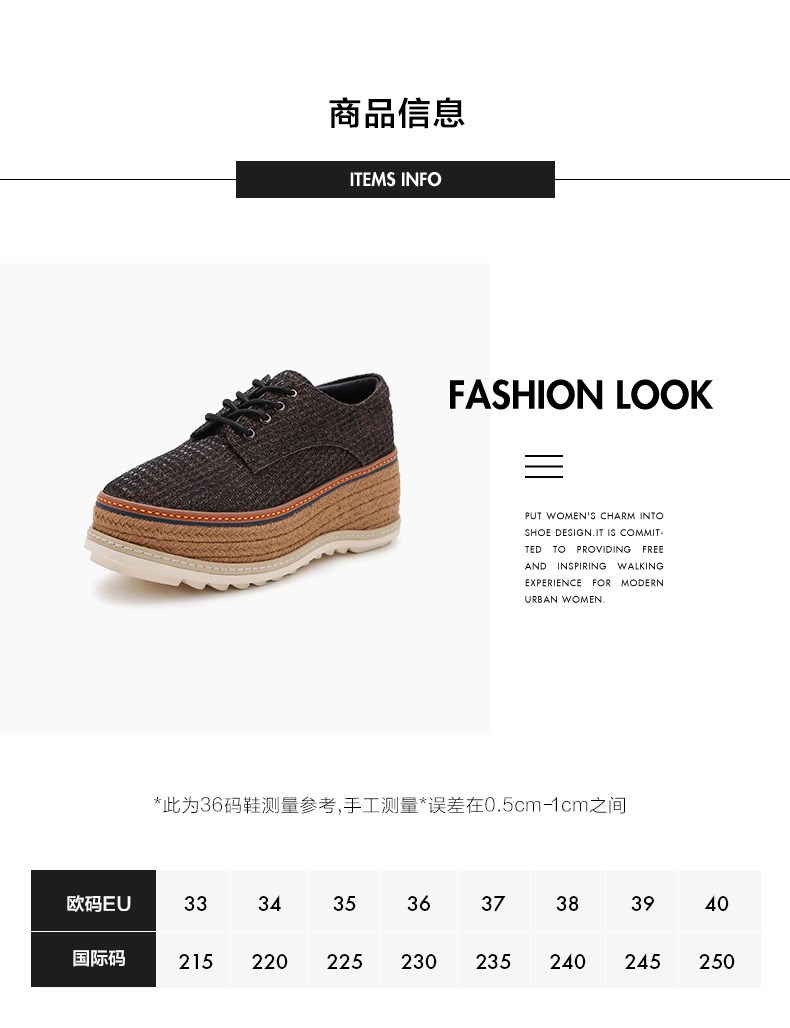 商品信息
ITEMS INFO
FASHION LOOK
PUT WOMEN'S CHARM INTO
SHOE DESIGN.IT IS COMMIT-
TED TO PROVIDING FREE
AND INSPIRING WALKING
EXPERIENCE FOR MODERN
URBAN WOMEN.
*此为36码鞋测量参考,手工测量*误差在0.5cm-1cm之间
欧码EU 33 34 35 36 37 38 39 40
国际码 215 220 225 230 235 240 245 250